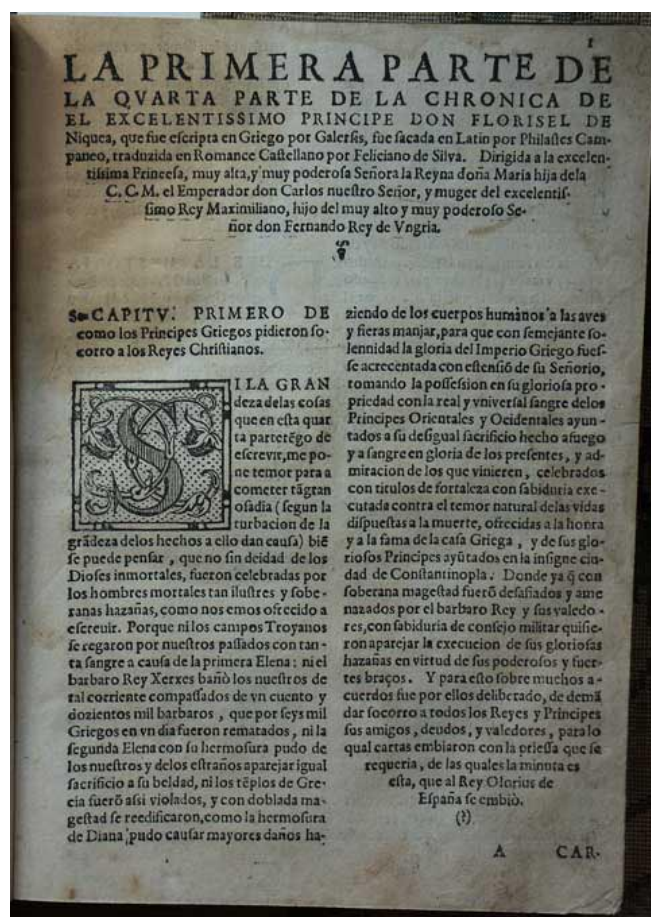 1
LA PRIMERA PARTE DE
LA QVARTA PARTE DE LA CHRONICA DE
EL EXCELENTISSIMO PRINCIPE DON FLORISEL DE
Niquea, que fue eſcripta en Griego por Galerſis, fue ſacada en Latin por Philaſtes Cam-
paneo, traduzida en Romance Caſtellano por Feliciano de Silva. Dirigida a la excelen-
tiſsima Princeſa, muy alta, y muy poderoſa Señora la Reyna doña Maria hija dela
C. C. M. el Emperador don Carlos nueſtro Señor, y muger del excelentiſ-
ſimo Rey Maximiliano, hijo del muy alto y muy poderoſo Se-
ñor don Fernando Rey de Vngria.
CAPITV. PRIMERO DE
como los Principes Griegos pidieron ſo-
corro a los Reyes Chriſtianos.
SI LA GRAN
deza delas coſas
que en eſta quar
ta partetẽgo de
eſcrevir, me po-
ne temor para a
cometer tãgran
oſadia (ſegun la
turbacion de la
grãdeza delos hechos a ello dan cauſa) biẽ
ſe puede penſar, que no ſin deidad de los
Dioſes inmortales, fueron celebradas por
los hombres mortales tan iluſtres y ſobe-
ranas hazañas, como nos emos ofrecido a
eſcreuir. Porque ni los campos Troyanos
ſe regaron por nueſtros paſſados con tan-
ta ſangre a cauſa de la primera Elena: ni el
barbaro Rey Xerxes bañò los nueſtros de
tal corriente compaſſados de vn cuento y
dozientos mil barbaros, que por ſeys mil
Griegos en vn dia fueron rematados, ni la
ſegunda Elena con ſu hermoſura pudo de
los nueſtros y delos eſtraños aparejar igual
ſacrificio a ſu beldad, ni los tẽplos de Gre-
cia fuerõ aſsi violados, y con doblada ma-
geſtad ſe reedificaron, como la hermoſura
de Diana, pudo cauſar mayores daños ha-
ziendo de los cuerpos humanos a las aves
y fieras manjar, para que con ſemejante ſo-
lennidad la gloria del Imperio Griego fueſ-
ſe acrecentada con eſtenſiõ de ſu Señorio,
tomando la poſſeſsion en ſu glorioſa pro-
priedad con la real y vniverſal ſangre delos
Principes Orientales y Ocidentales ayun-
tados a ſu deſigual ſacrificio hecho afuego
y a ſangre en gloria de los preſentes, y ad-
miracion de los que vinieren, celebrados
con titulos de fortaleza con ſabiduria exe-
cutada contra el temor natural delas vidas
diſpueſtas a la muerte, ofrecidas a la honra
y a la fama de la caſa Griega, y de ſus glo-
rioſos Principes ayũtados en la inſigne ciu-
dad de Conſtantinopla. Donde ya q̃ con
ſoberana mageſtad fuerõ deſafiados y ame
nazados por el barbaro Rey y ſus valedo-
res, con ſabiduria de conſejo militar quiſie-
ron aparejar la execucion de ſus glorioſas
hazañas en virtud de ſus poderoſos y fuer-
tes braços. Y para eſto ſobre muchos a-
cuerdos fue por ellos deliberado, de demã
dar ſocorro a todos los Reyes y Principes
ſus amigos, deudos, y valedores, para lo
qual cartas embiaron con la prieſſa que ſe
requeria, de las quales la minuta es
eſta, que al Rey Olorius de
Eſpaña ſe embiò.
(?)
A CAR-